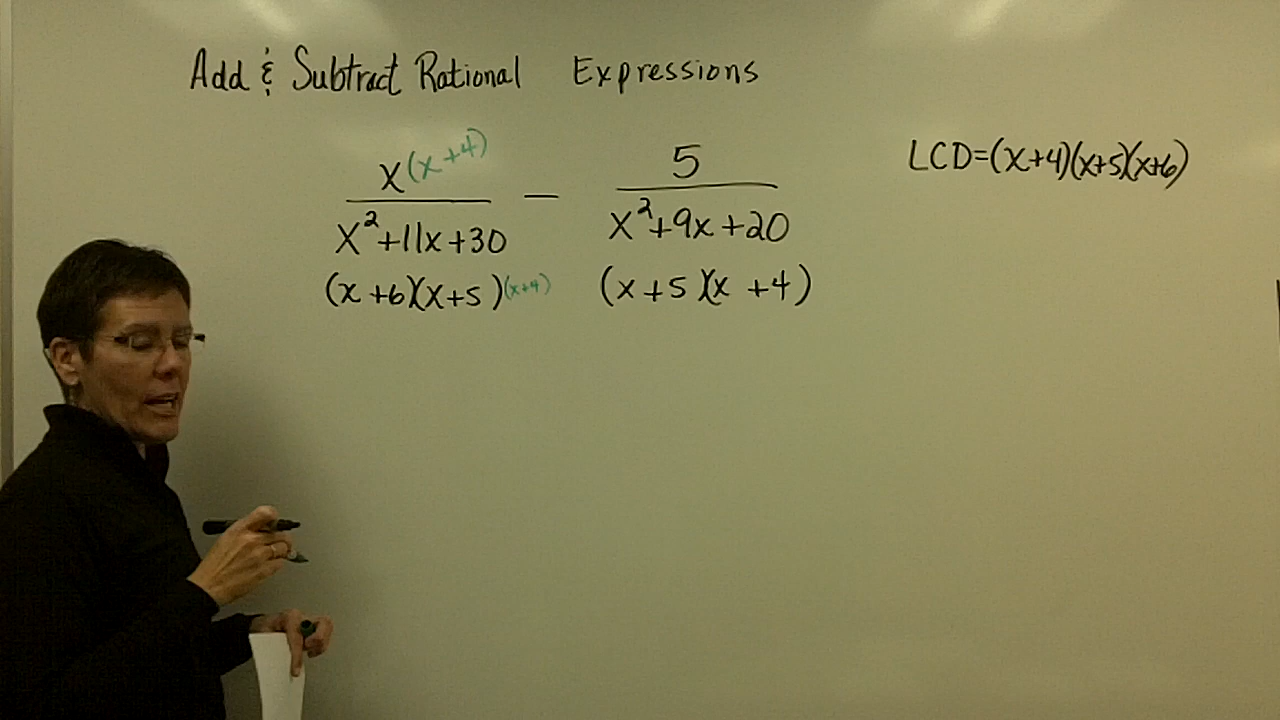 Add & Subtract Rational Expressions
x(x+4) / x²+11x+30 − 5 / x²+9x+20
(x+6)(x+5)(x+4) (x+5)(x+4)
LCD=(x+4)(x+5)(x+6)